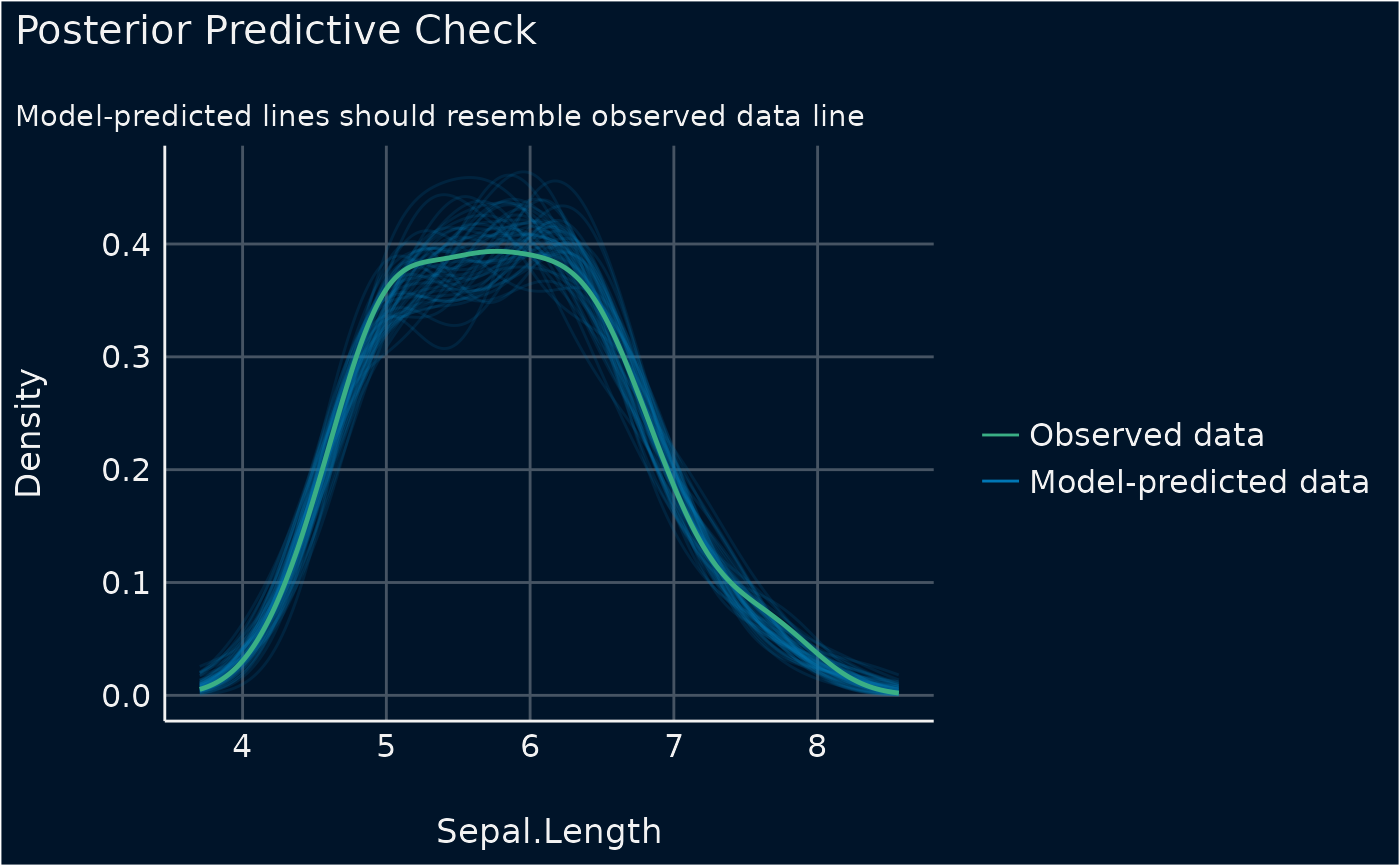 Posterior Predictive Check
Model-predicted lines should resemble observed data line
Density
0.4
0.3
0.2
0.1
0.0
4 5 6 7 8
Sepal.Length
Observed data
Model-predicted data